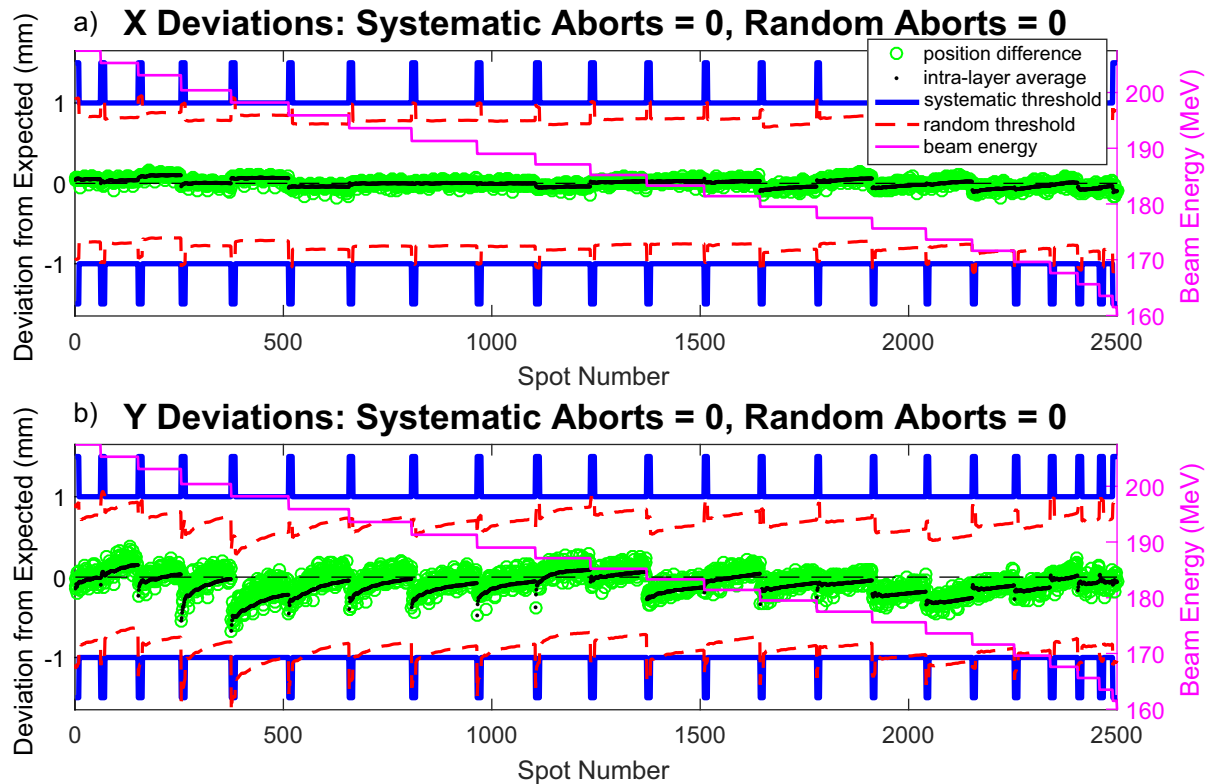 a) X Deviations: Systematic Aborts = 0, Random Aborts = 0
Deviation from Expected (mm)
1
0
-1
position difference
intra-layer average
systematic threshold
random threshold
beam energy
200
190
180
170
160
Beam Energy (MeV)
0 500 1000 1500 2000 2500
Spot Number
b) Y Deviations: Systematic Aborts = 0, Random Aborts = 0
Deviation from Expected (mm)
1
0
-1
200
190
180
170
160
Beam Energy (MeV)
0 500 1000 1500 2000 2500
Spot Number